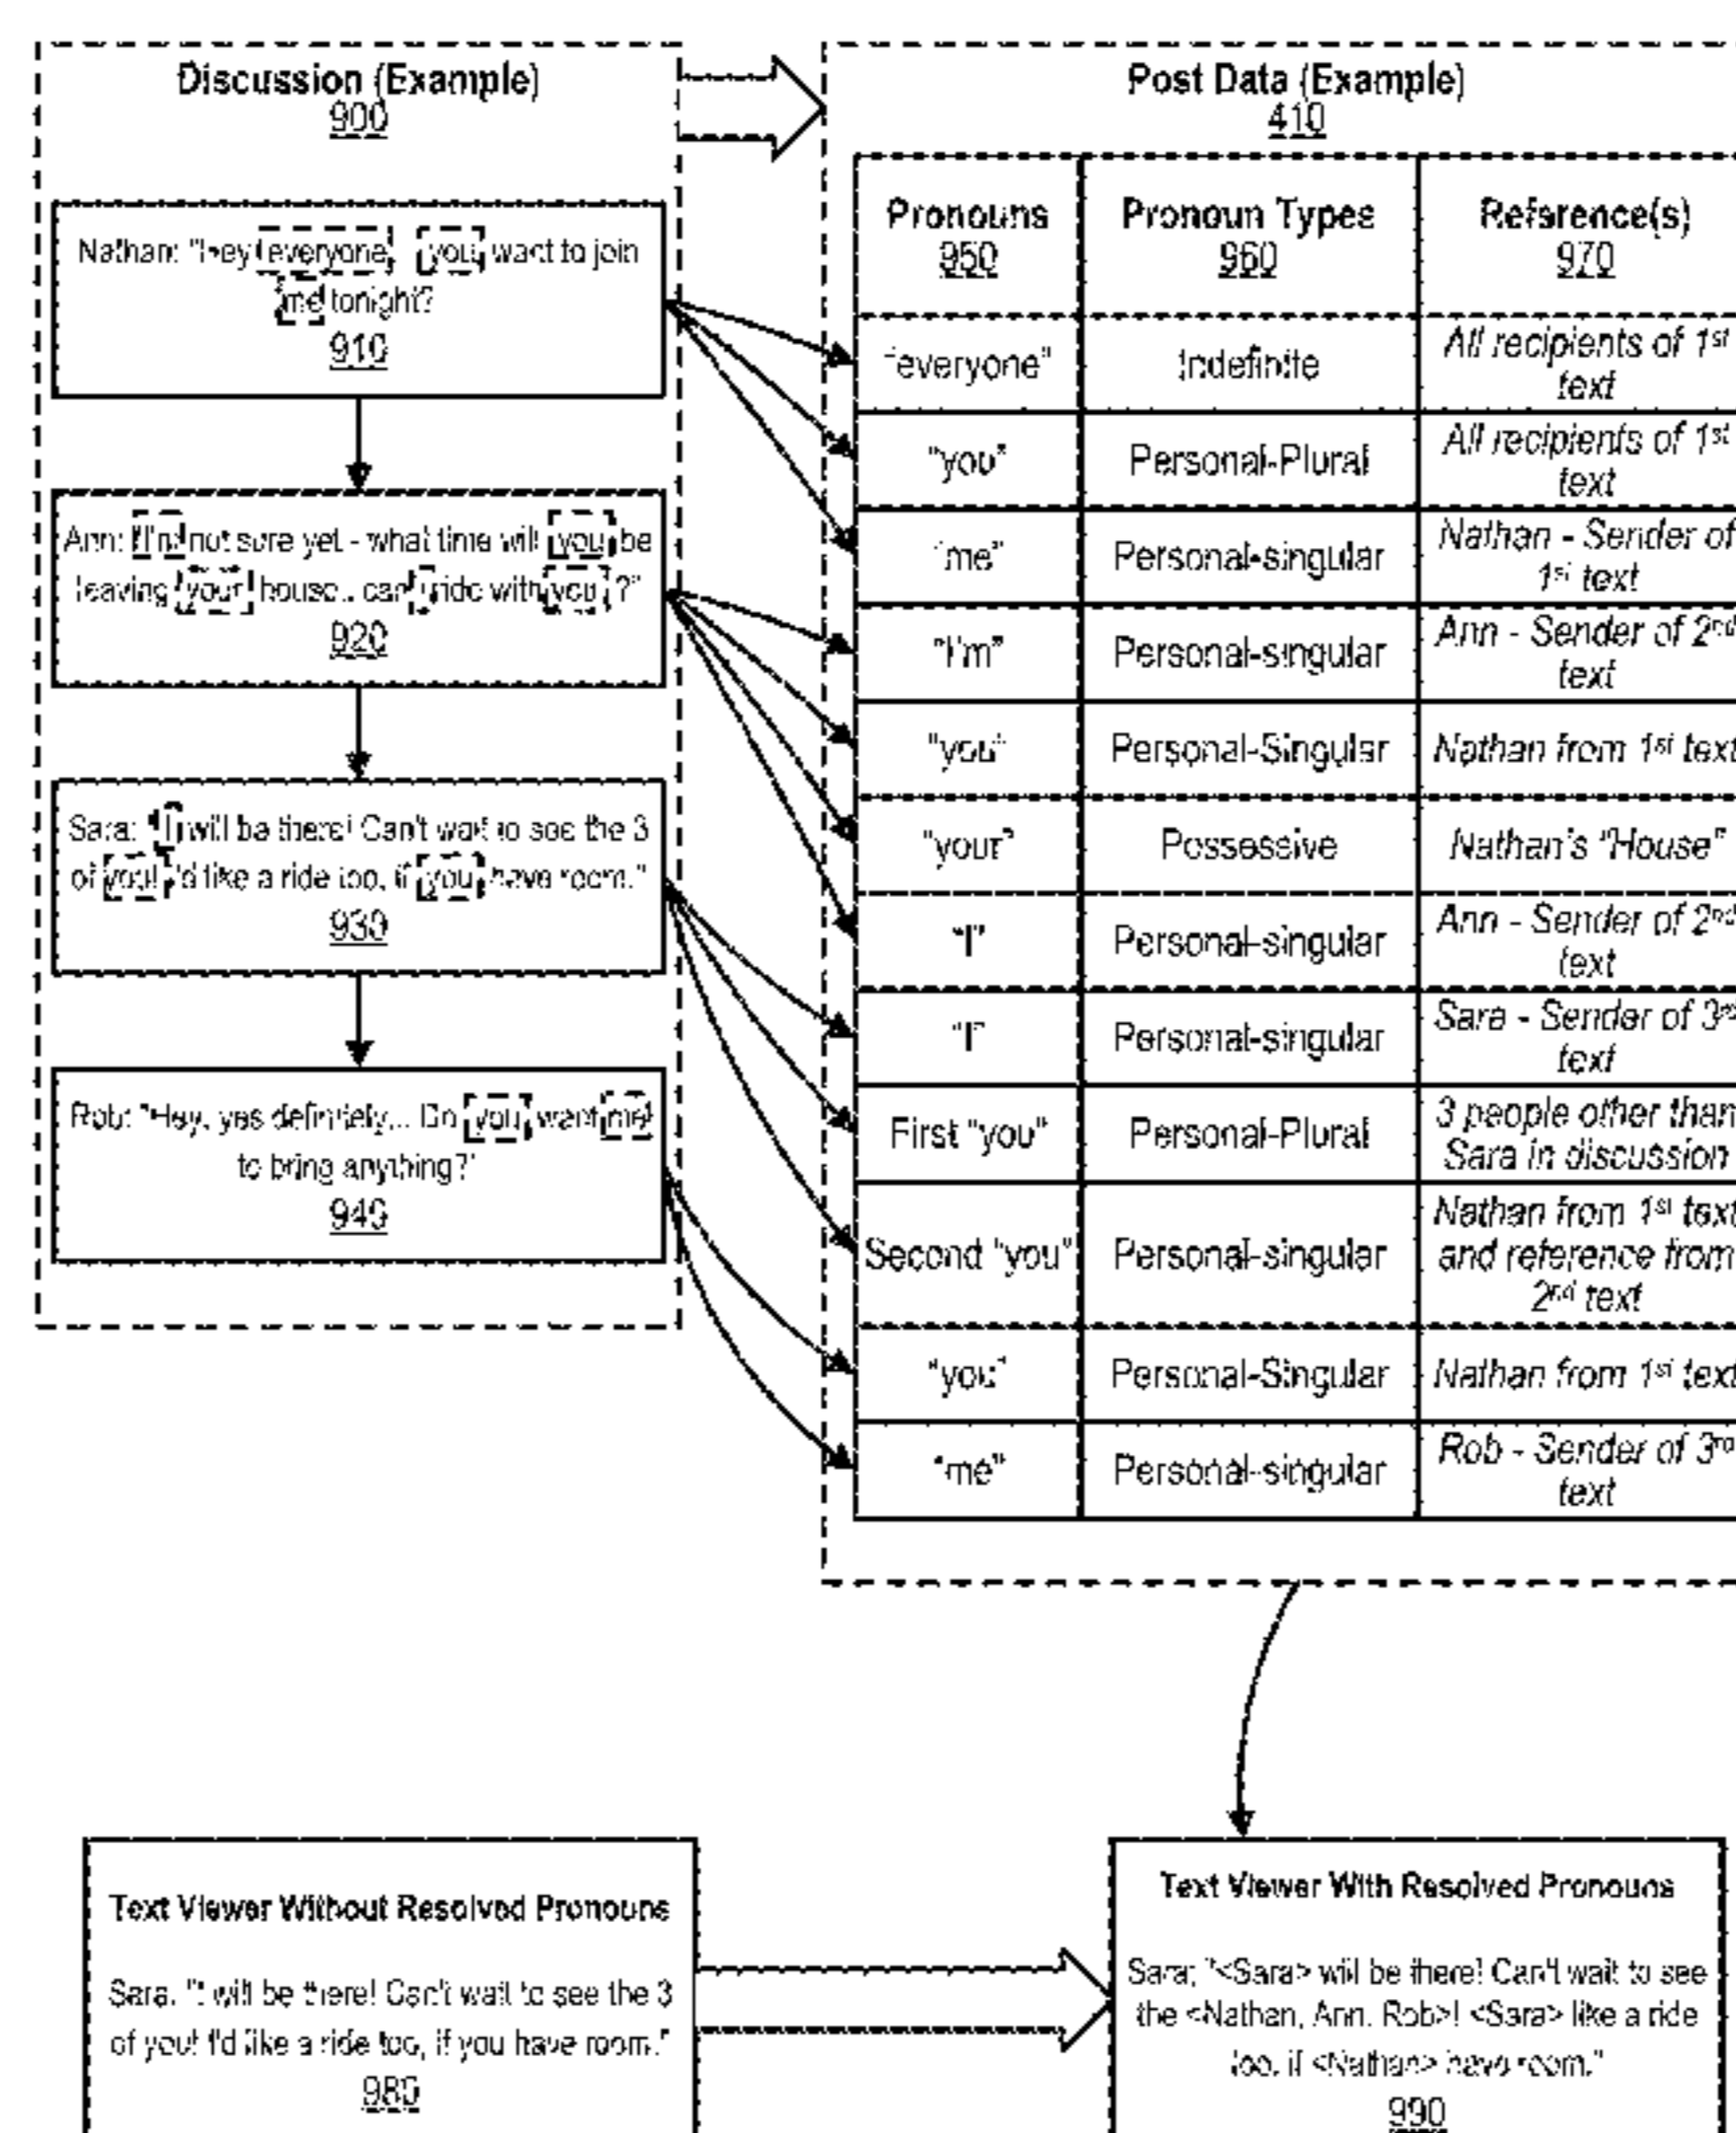 Discussion (Example)
900
Nathan: "Hey everyone, you want to join
me tonight?
910
Ann: "I'm not sure yet - what time will you be
leaving your house.. can I ride with you?"
920
Sara: "I will be there! Can't wait to see the 3
of you! I'd like a ride too, if you have room."
930
Rob: "Hey, yes definitely... Do you want me
to bring anything?"
940
Post Data (Example)
410
Pronouns
950
Pronoun Types
960
Reference(s)
970
"everyone"
Indefinite
All recipients of 1st
text
"you"
Personal-Plural
All recipients of 1st
text
"me"
Personal-singular
Nathan - Sender of
1st text
"I'm"
Personal-singular
Ann - Sender of 2nd
text
"you"
Personal-Singular
Nathan from 1st text
"your"
Possessive
Nathan's "House"
"I"
Personal-singular
Ann - Sender of 2nd
text
"I"
Personal-singular
Sara - Sender of 3rd
text
First "you"
Personal-Plural
3 people other than
Sara in discussion
Second "you"
Personal-singular
Nathan from 1st text
and reference from
2nd text
"you"
Personal-Singular
Nathan from 1st text
"me"
Personal-singular
Rob - Sender of 3rd
text
Text Viewer Without Resolved Pronouns
Sara. "I will be there! Can't wait to see the 3
of you! I'd like a ride too, if you have room."
980
Text Viewer With Resolved Pronouns
Sara: "<Sara> will be there! Can't wait to see
the <Nathan, Ann, Rob>! <Sara> like a ride
too, if <Nathan> have room."
990